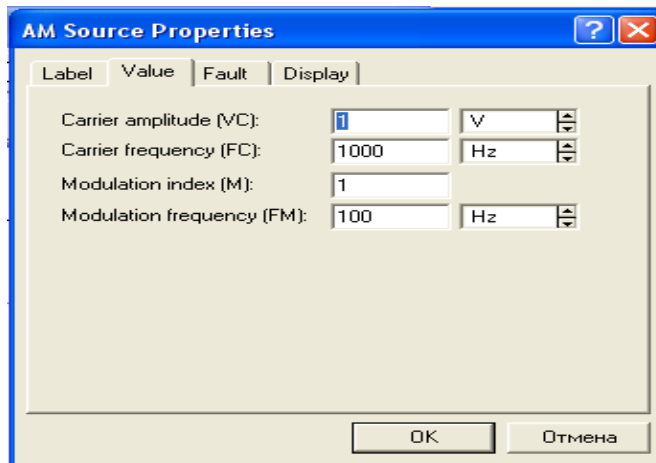 AM Source Properties
Label Value Fault Display
Carrier amplitude (VC): 1 V
Carrier frequency (FC): 1000 Hz
Modulation index (M): 1
Modulation frequency (FM): 100 Hz
OK Отмена